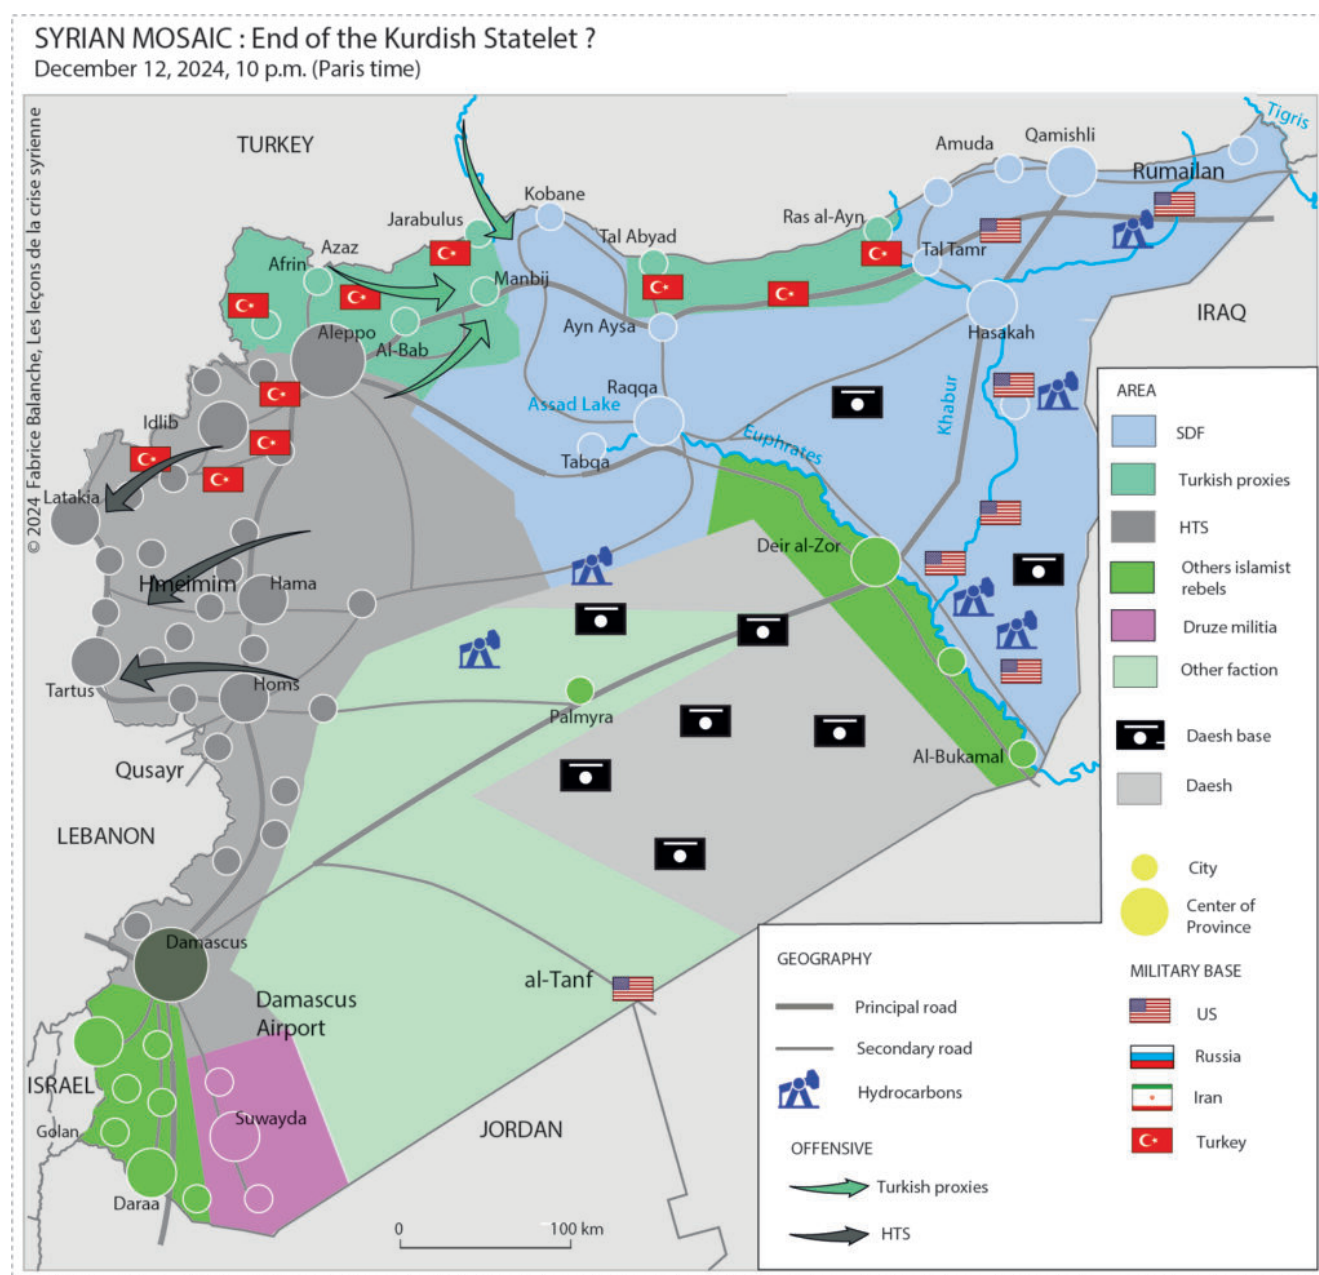 SYRIAN MOSAIC : End of the Kurdish Statelet ?
December 12, 2024, 10 p.m. (Paris time)
© 2024 Fabrice Balanche, Les leçons de la crise syrienne
TURKEY
Tigris
Qamishli
Amuda
Rumailan
Kobane
Jarabulus
Ras al-Ayn
Azaz
Tal Abyad
Tal Tamr
Afrin
Manbij
IRAQ
Aleppo
Ayn Aysa
Hasakah
Al-Bab
Raqqa
Assad Lake
Khabur
Idlib
Euphrates
Tabqa
Latakia
Deir al-Zor
Hmeimim
Hama
Tartus
Homs
Palmyra
Al-Bukamal
Qusayr
LEBANON
Damascus
al-Tanf
Damascus
Airport
ISRAEL
Golan
Suwayda
JORDAN
Daraa
0
100 km
AREA
SDF
Turkish proxies
HTS
Others islamist
rebels
Druze militia
Other faction
Daesh base
Daesh
City
Center of
Province
GEOGRAPHY
Principal road
Secondary road
Hydrocarbons
OFFENSIVE
Turkish proxies
HTS
MILITARY BASE
US
Russia
Iran
Turkey